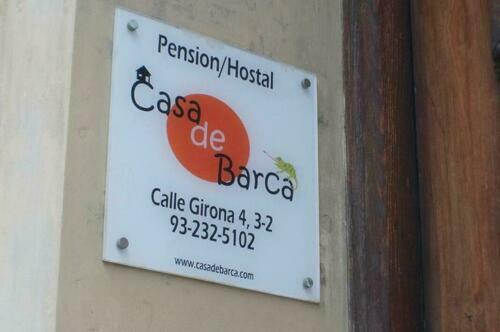 Pension/Hostal
Casa
de
Barca
Calle Girona 4, 3-2
93-232-5102
www.casadebarca.com